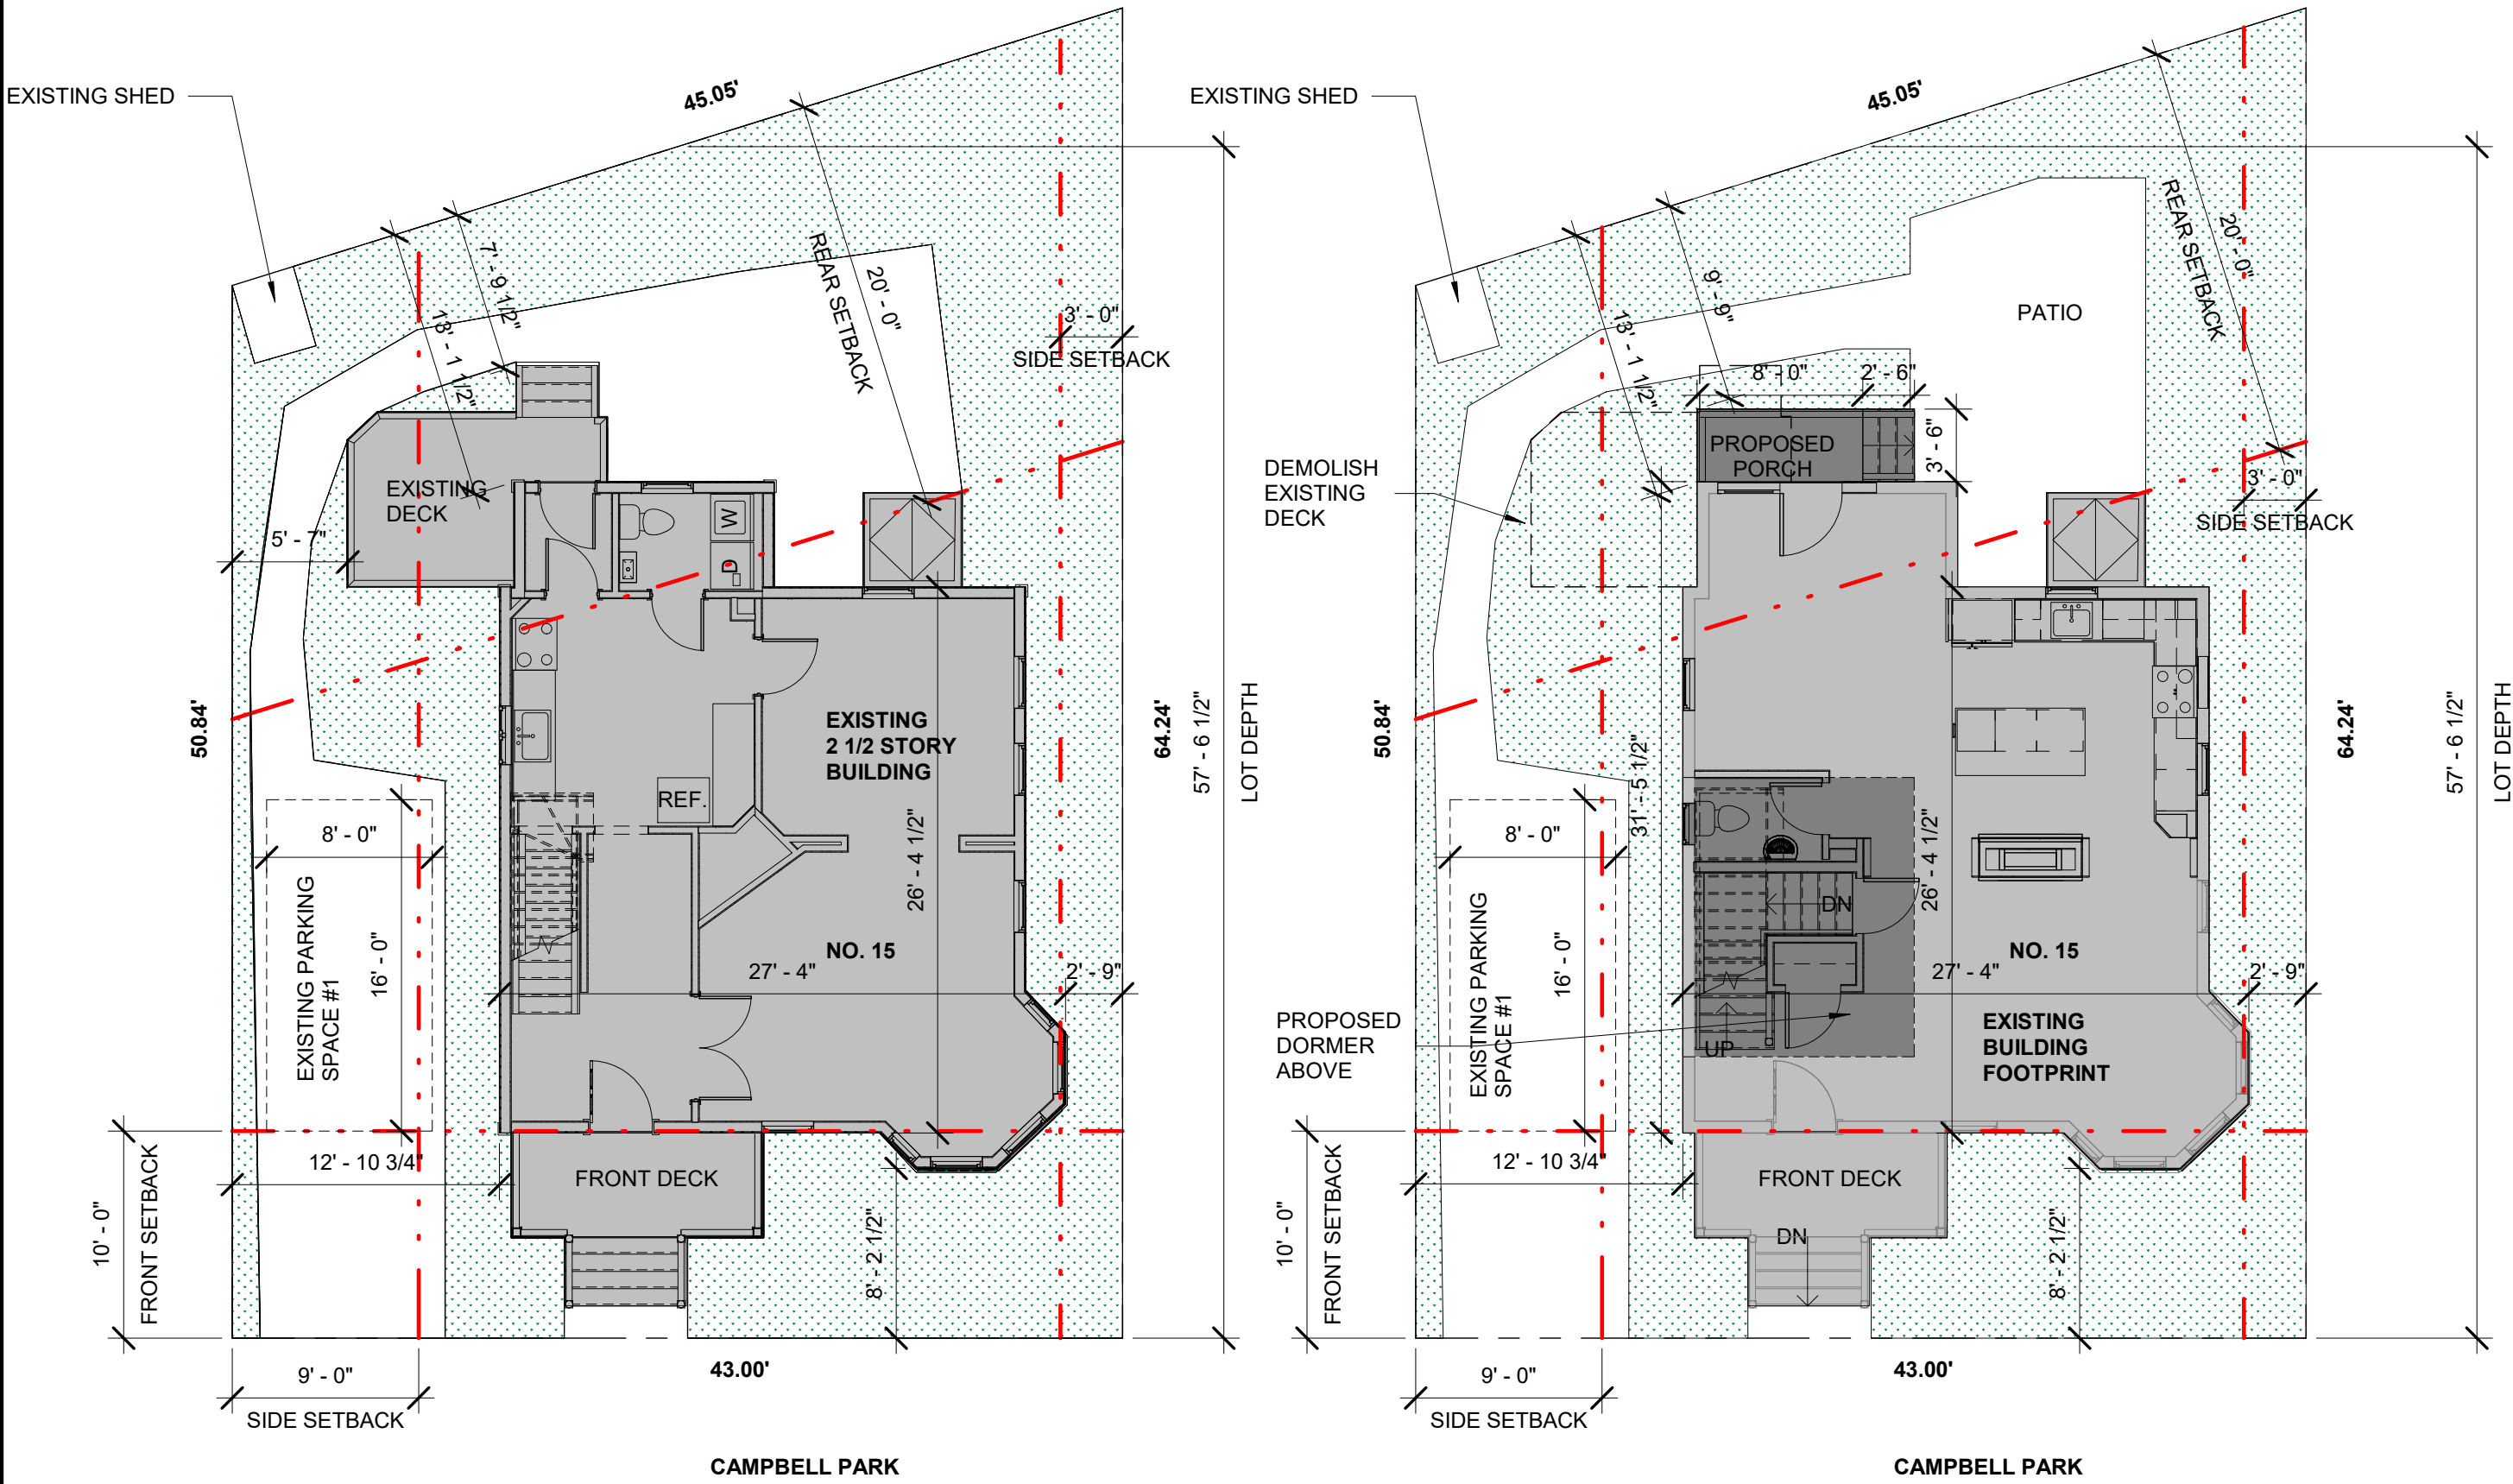 EXISTING SHED
45.05'
7' - 9 1/2"
13' - 1 1/2"
REAR SETBACK
20' - 0"
3' - 0"
SIDE SETBACK
EXISTING
DECK
5' - 7"
W
D
50.84'
EXISTING
2 1/2 STORY
BUILDING
64.24'
57' - 6 1/2"
LOT DEPTH
REF.
8' - 0"
26' - 4 1/2"
EXISTING PARKING
SPACE #1
16' - 0"
NO. 15
27' - 4"
2' - 9"
10' - 0"
FRONT SETBACK
12' - 10 3/4"
FRONT DECK
8' - 2 1/2"
43.00'
9' - 0"
SIDE SETBACK
CAMPBELL PARK
EXISTING SHED
45.05'
9' - 9"
13' - 1 1/2"
REAR SETBACK
20' - 0"
PATIO
8' - 0"
2' - 6"
PROPOSED
PORCH
3' - 6"
DEMOLISH
EXISTING
DECK
3' - 0"
SIDE SETBACK
50.84'
64.24'
57' - 6 1/2"
LOT DEPTH
31' - 5 1/2"
8' - 0"
26' - 4 1/2"
EXISTING PARKING
SPACE #1
16' - 0"
DN
NO. 15
27' - 4"
2' - 9"
PROPOSED
DORMER
ABOVE
UP
EXISTING
BUILDING
FOOTPRINT
10' - 0"
FRONT SETBACK
12' - 10 3/4"
FRONT DECK
DN
8' - 2 1/2"
43.00'
9' - 0"
SIDE SETBACK
CAMPBELL PARK